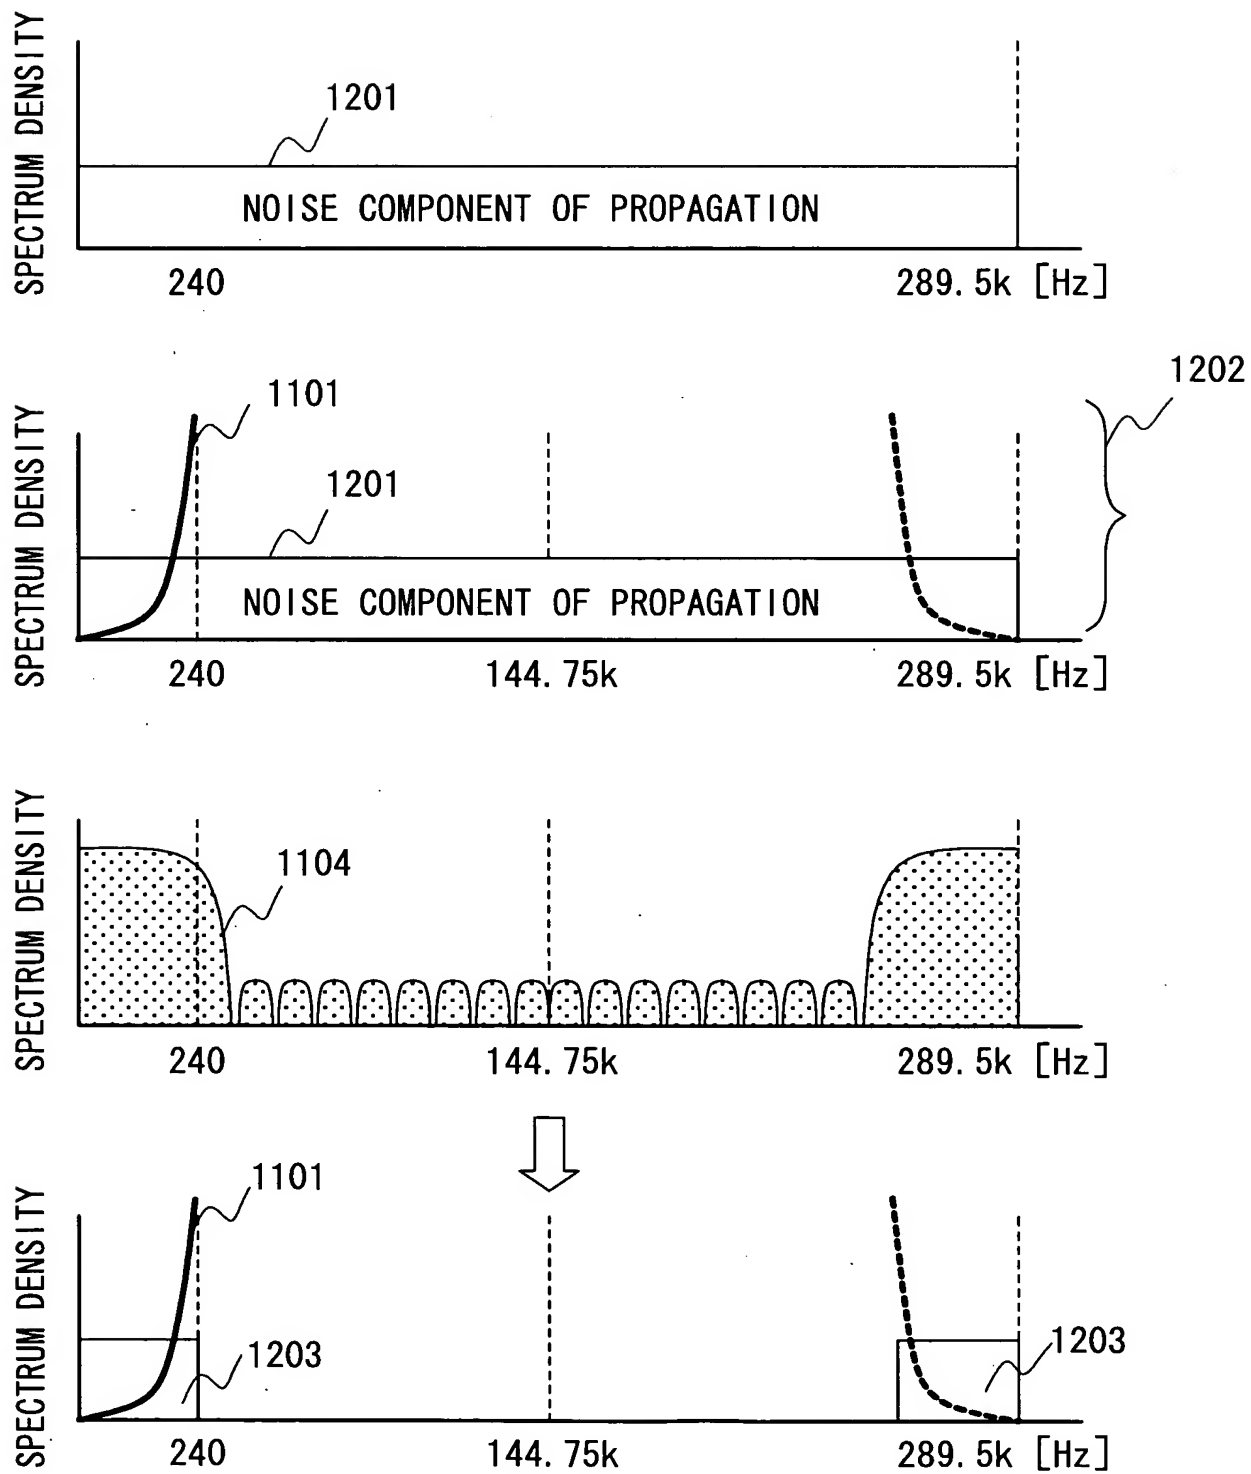 SPECTRUM DENSITY
1201
NOISE COMPONENT OF PROPAGATION
240
289.5k [Hz]
1202
SPECTRUM DENSITY
1101
1201
NOISE COMPONENT OF PROPAGATION
240
144.75k
289.5k [Hz]
SPECTRUM DENSITY
1104
240
144.75k
289.5k [Hz]
SPECTRUM DENSITY
1101
1203
1203
240
144.75k
289.5k [Hz]